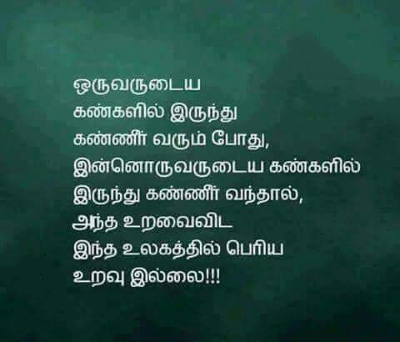 ஒருவருடைய
கண்களில் இருந்து
கண்ணீர் வரும் போது,
இன்னொருவருடைய கண்களில்
இருந்து கண்ணீர் வந்தால்,
அந்த உறவைவிட
இந்த உலகத்தில் பெரிய
உறவு இல்லை!!!